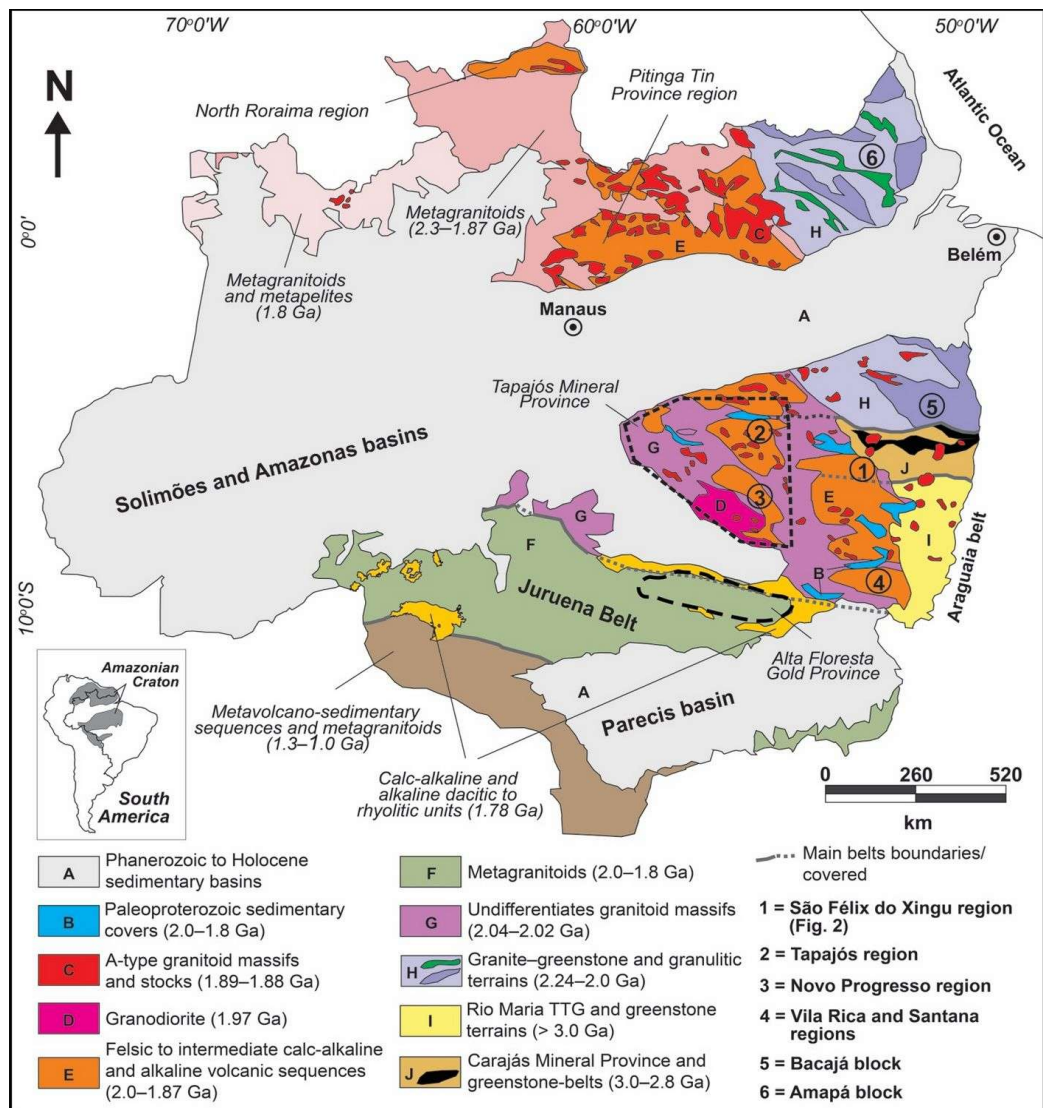 70°0'W
60°0'W
50°0'W
N
Pitinga Tin
Province region
North Roraima region
Atlantic Ocean
6
0°0'
Metagranitoids
(2.3–1.87 Ga)
C
H
E
Belém
Metagranitoids
and metapelites
(1.8 Ga)
Manaus
A
Tapajós Mineral
Province
H
5
G
2
J
1
Solimões and Amazonas basins
3
E
D
G
F
I
Araguaia belt
B
4
10°0'S
Juruena Belt
Amazonian
Craton
South
America
Alta Floresta
Gold Province
A
Parecis basin
Metavolcano-sedimentary
sequences and metagranitoids
(1.3–1.0 Ga)
Calc-alkaline and
alkaline dacitic to
rhyolitic units (1.78 Ga)
0 260 520
km
A Phanerozoic to Holocene
sedimentary basins
B Paleoproterozoic sedimentary
covers (2.0–1.8 Ga)
C A-type granitoid massifs
and stocks (1.89–1.88 Ga)
D Granodiorite (1.97 Ga)
E Felsic to intermediate calc-alkaline
and alkaline volcanic sequences
(2.0–1.87 Ga)
F Metagranitoids (2.0–1.8 Ga)
G Undifferentiates granitoid massifs
(2.04–2.02 Ga)
H Granite–greenstone and granulitic
terrains (2.24–2.0 Ga)
I Rio Maria TTG and greenstone
terrains (> 3.0 Ga)
J Carajás Mineral Province and
greenstone-belts (3.0–2.8 Ga)
Main belts boundaries/
covered
1 = São Félix do Xingu region
(Fig. 2)
2 = Tapajós region
3 = Novo Progresso region
4 = Vila Rica and Santana
regions
5 = Bacajá block
6 = Amapá block